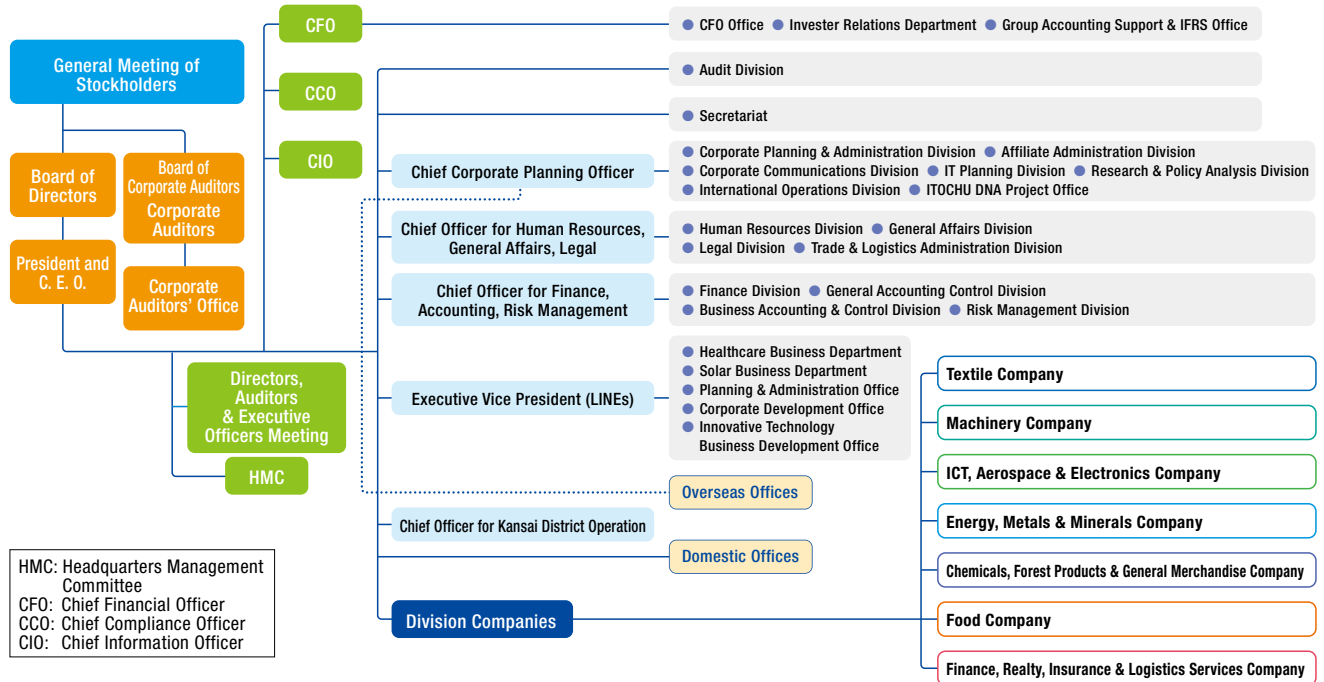 General Meeting of
Stockholders
Board of
Directors
Board of
Corporate Auditors
Corporate
Auditors
President and
C. E. O.
Corporate
Auditors' Office
CFO
CCO
CIO
Directors,
Auditors
& Executive
Officers Meeting
HMC
● CFO Office ● Invester Relations Department ● Group Accounting Support & IFRS Office
● Audit Division
● Secretariat
Chief Corporate Planning Officer
● Corporate Planning & Administration Division ● Affiliate Administration Division
● Corporate Communications Division ● IT Planning Division ● Research & Policy Analysis Division
● International Operations Division ● ITOCHU DNA Project Office
Chief Officer for Human Resources,
General Affairs, Legal
● Human Resources Division ● General Affairs Division
● Legal Division ● Trade & Logistics Administration Division
Chief Officer for Finance,
Accounting, Risk Management
● Finance Division ● General Accounting Control Division
● Business Accounting & Control Division ● Risk Management Division
Executive Vice President (LINEs)
● Healthcare Business Department
● Solar Business Department
● Planning & Administration Office
● Corporate Development Office
● Innovative Technology
Business Development Office
Overseas Offices
Chief Officer for Kansai District Operation
Domestic Offices
Division Companies
Textile Company
Machinery Company
ICT, Aerospace & Electronics Company
Energy, Metals & Minerals Company
Chemicals, Forest Products & General Merchandise Company
Food Company
Finance, Realty, Insurance & Logistics Services Company
HMC: Headquarters Management
Committee
CFO: Chief Financial Officer
CCO: Chief Compliance Officer
CIO: Chief Information Officer